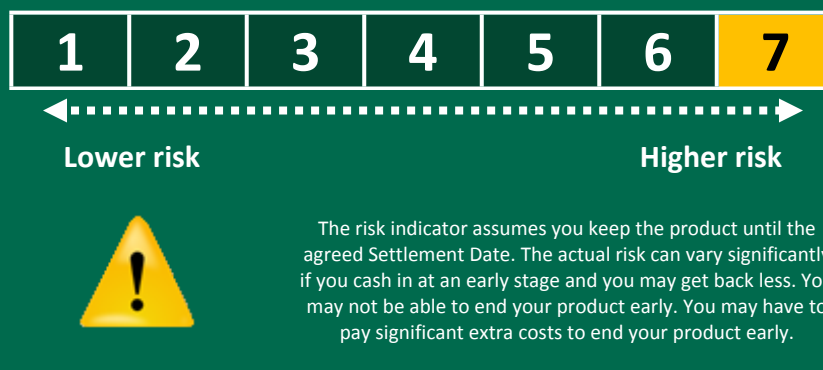 1 2 3 4 5 6 7
Lower risk Higher risk
The risk indicator assumes you keep the product until the
agreed Settlement Date. The actual risk can vary significantly
if you cash in at an early stage and you may get back less. Yo
may not be able to end your product early. You may have to
pay significant extra costs to end your product early.